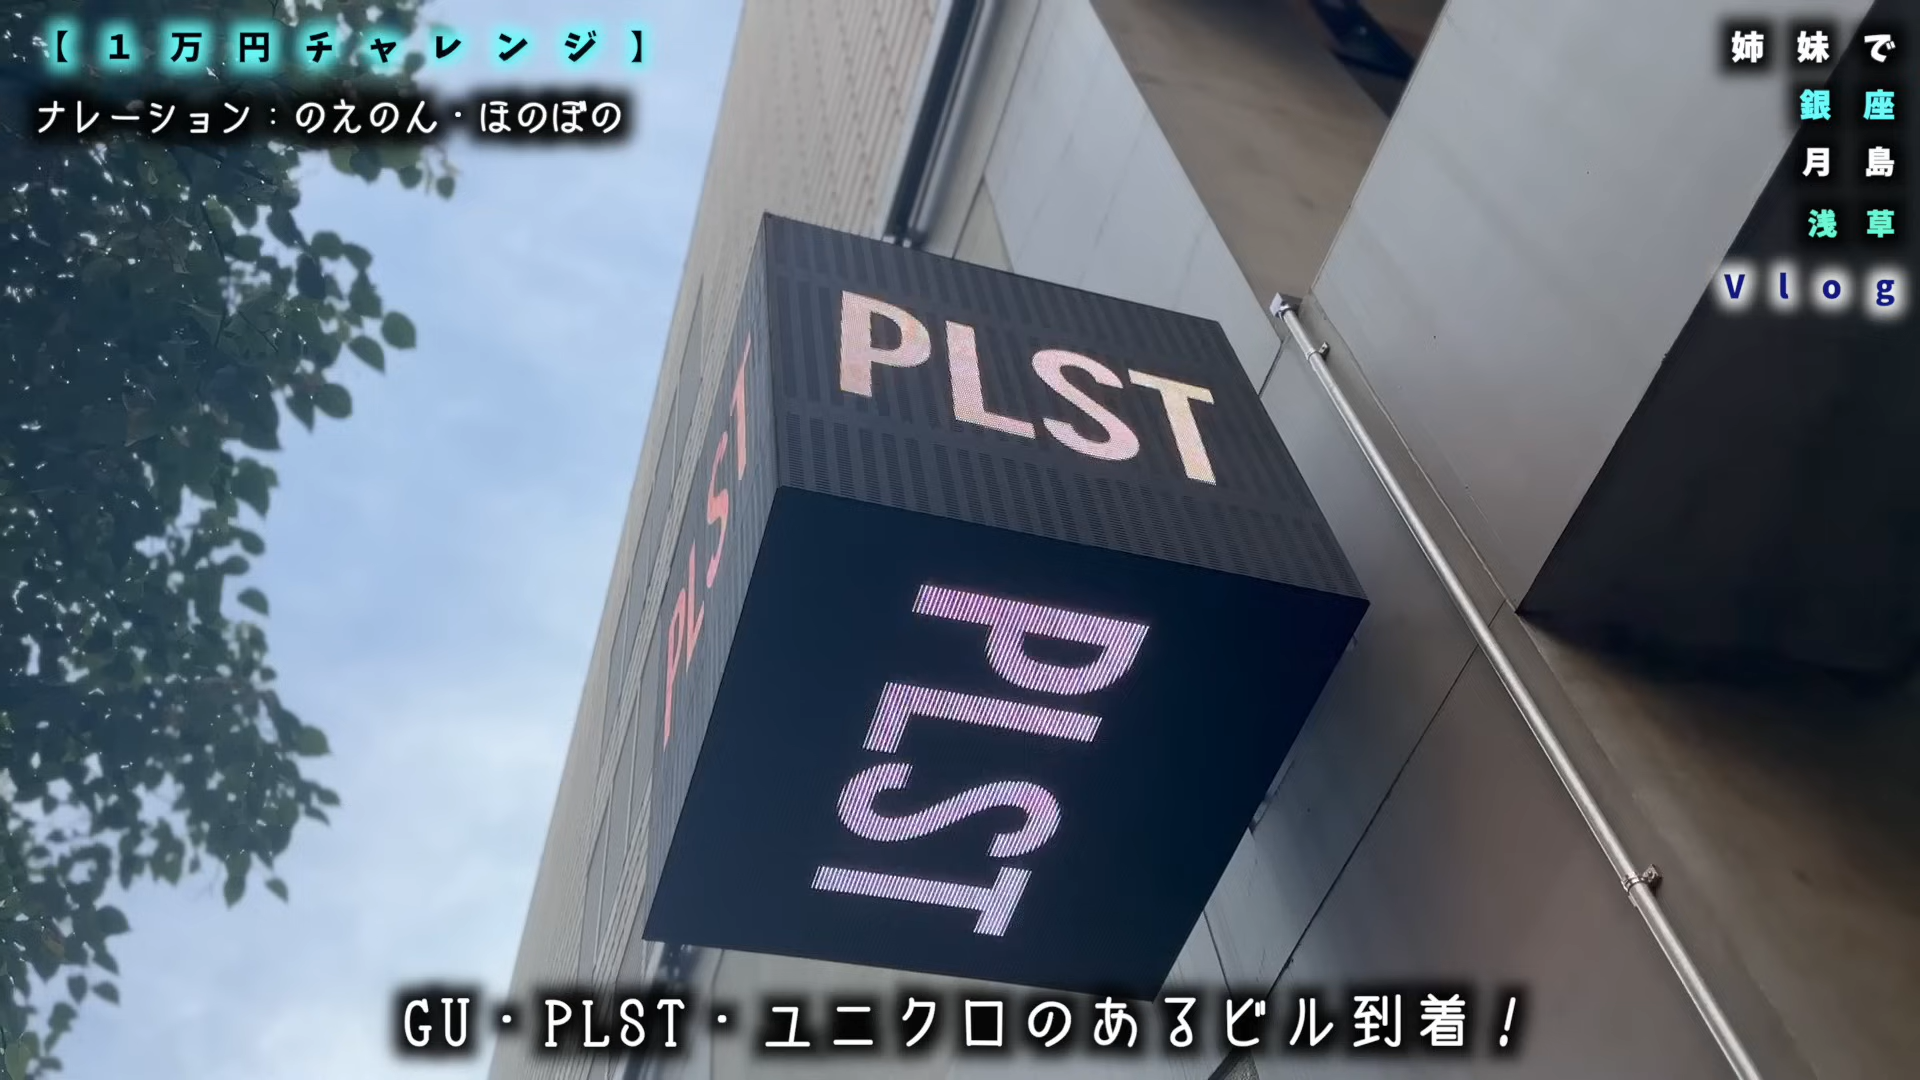 【１万円チャレンジ】
ナレーション：のえのん・ほのぼの
姉妹で
銀座
月島
浅草
Vlog
PLST
PLST
PLST
GU・PLST・ユニクロのあるビル到着！